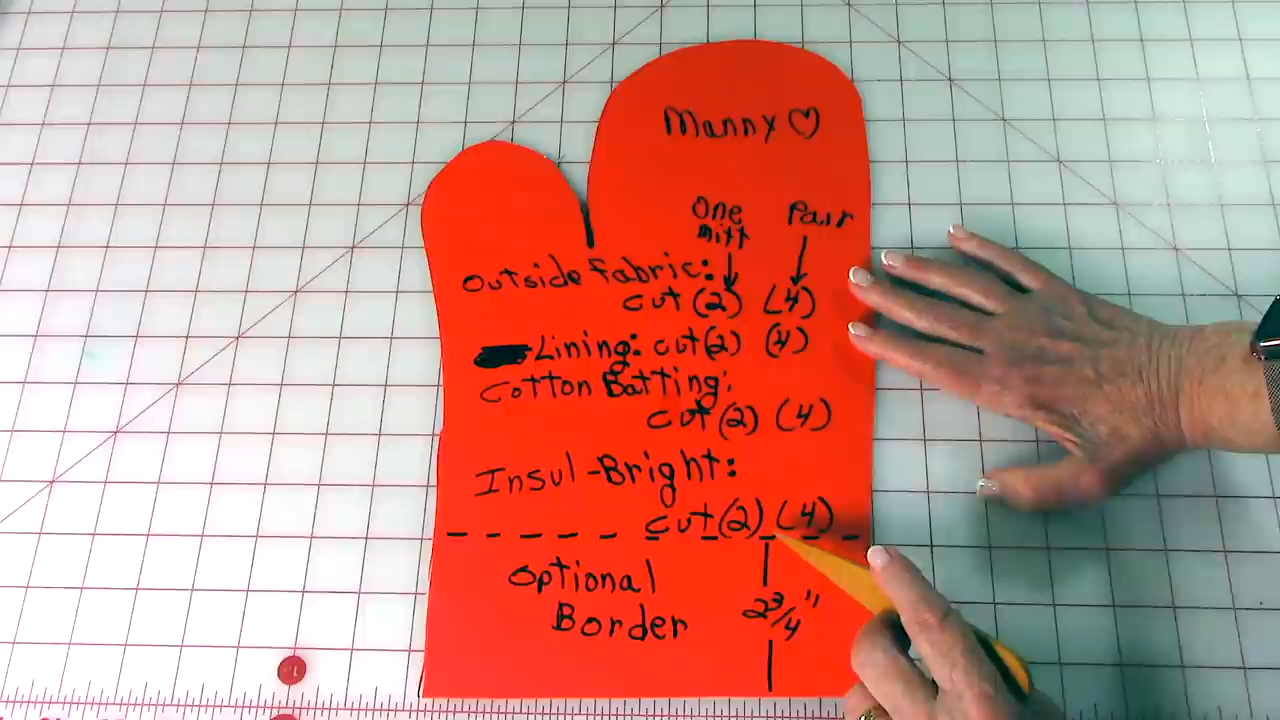 Manny ♡
One Pair
mitt
Outside fabric:
cut (2) (4)
Lining: cut (2) (4)
Cotton Batting:
cut (2) (4)
Insul-Bright:
cut (2) (4)
Optional
Border
2 3/4"